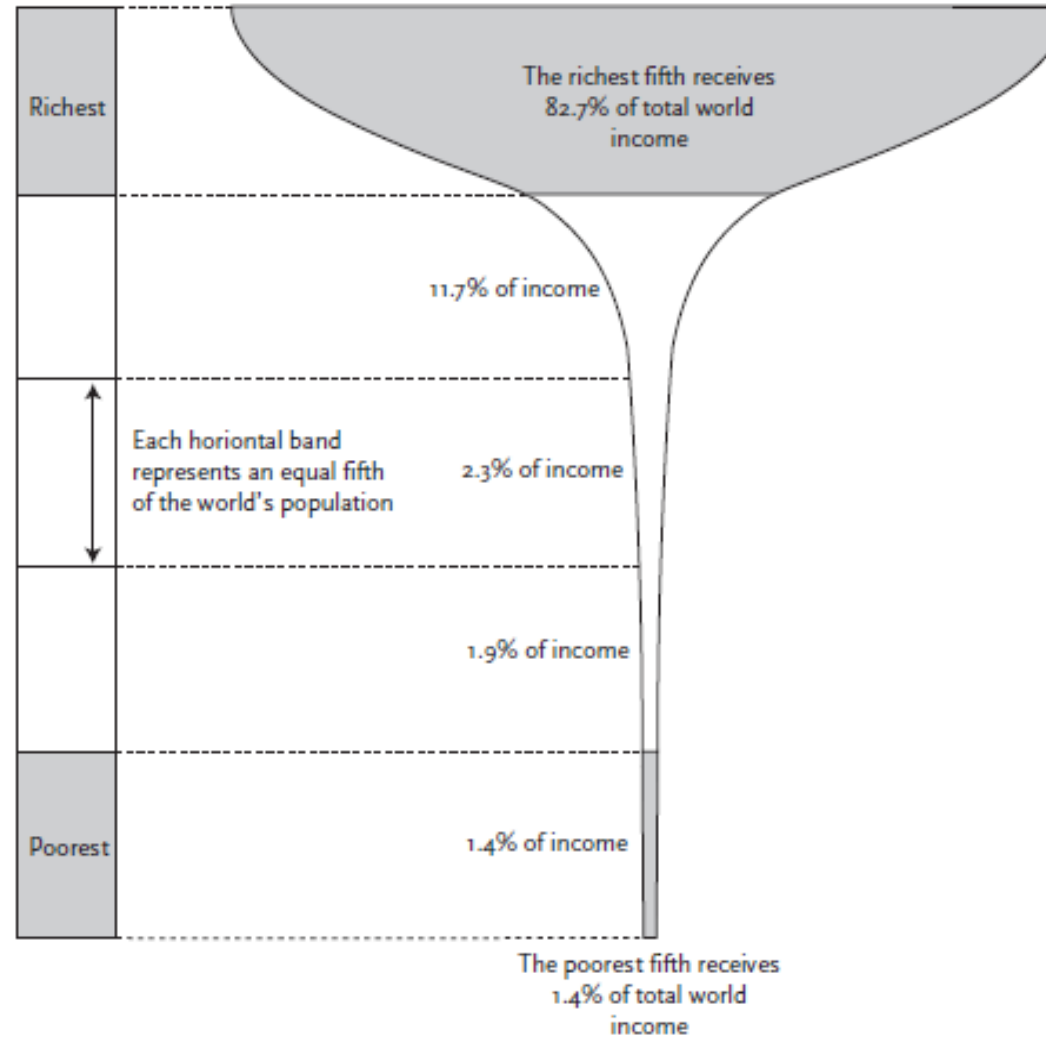 The richest fifth receives
82.7% of total world
income
Richest
11.7% of income
Each horiontal band
represents an equal fifth
of the world's population
2.3% of income
1.9% of income
Poorest
1.4% of income
The poorest fifth receives
1.4% of total world
income